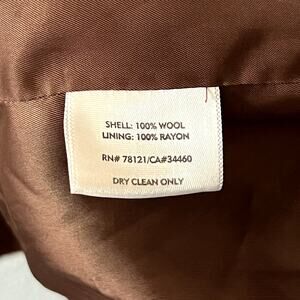 SHELL: 100% WOOL
LINING: 100% RAYON
RN# 78121/CA#34460
DRY CLEAN ONLY